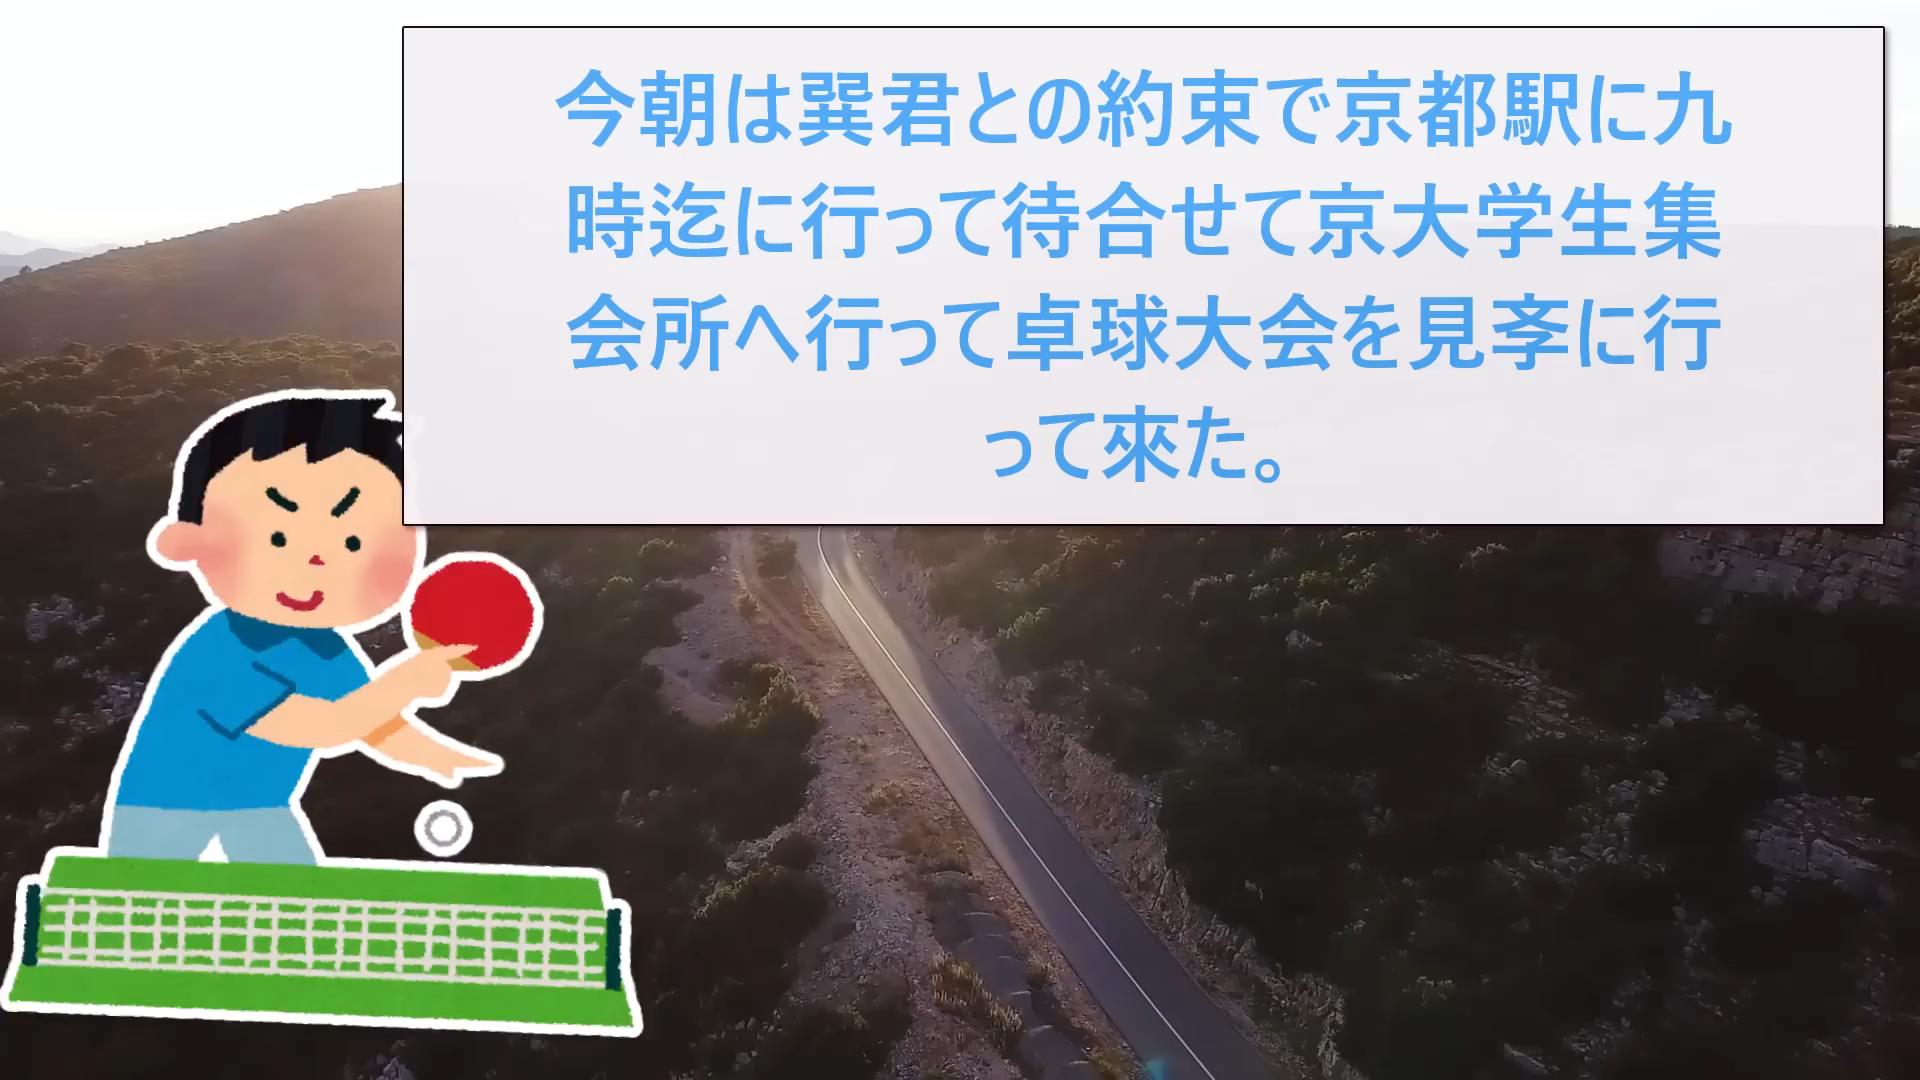 今朝は巽君との約束で京都駅に九
時迄に行って待合せて京大学生集
会所へ行って卓球大会を見斈に行
って來た。